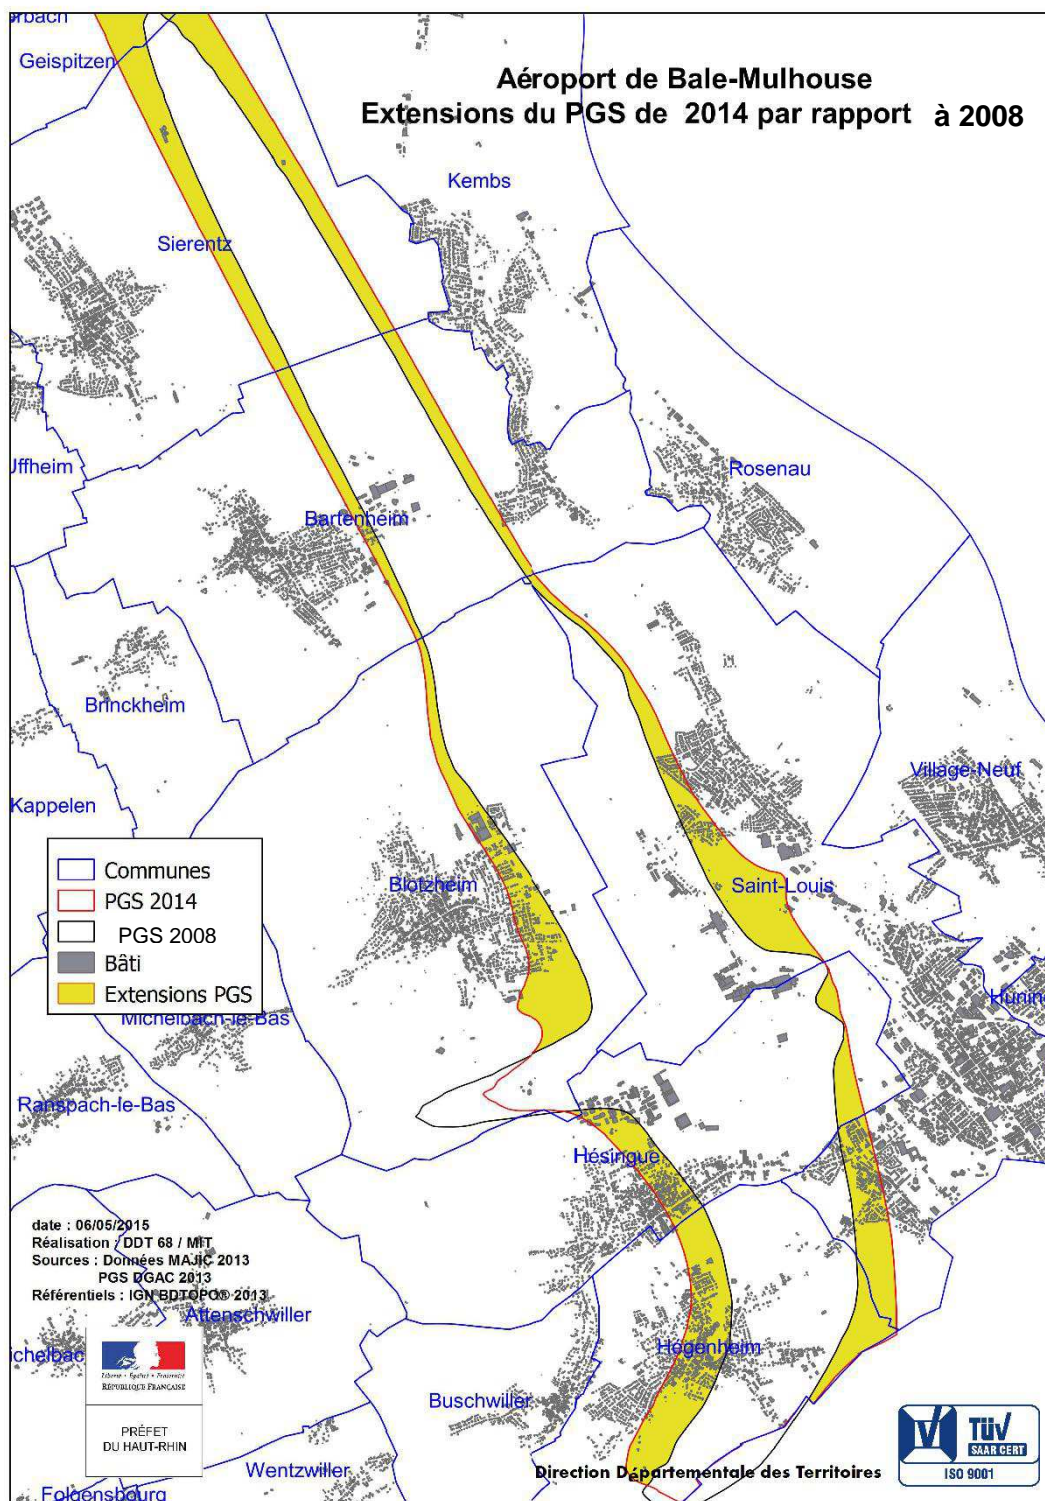 Aéroport de Bale-Mulhouse
Extensions du PGS de 2014 par rapport à 2008
Geispitzen
Kembs
Sierentz
Uffheim
Rosenau
Bartenheim
Brinckheim
Village-Neuf
Kappelen
Communes
PGS 2014
PGS 2008
Bâti
Extensions PGS
Blotzheim
Saint-Louis
Michelbach-le-Bas
Ranspach-le-Bas
Hésingue
date : 06/05/2015
Réalisation : DDT 68 / MIT
Sources : Données MAJIC 2013
PGS DGAC 2013
Référentiels : IGN BDTOPO® 2013
Attenschwiller
Hégenheim
Buschwiller
Wentzwiller
Folgensbourg
Liberté • Égalité • Fraternité
RÉPUBLIQUE FRANÇAISE
PRÉFET
DU HAUT-RHIN
Direction Départementale des Territoires
TÜV
SAAR CERT
ISO 9001